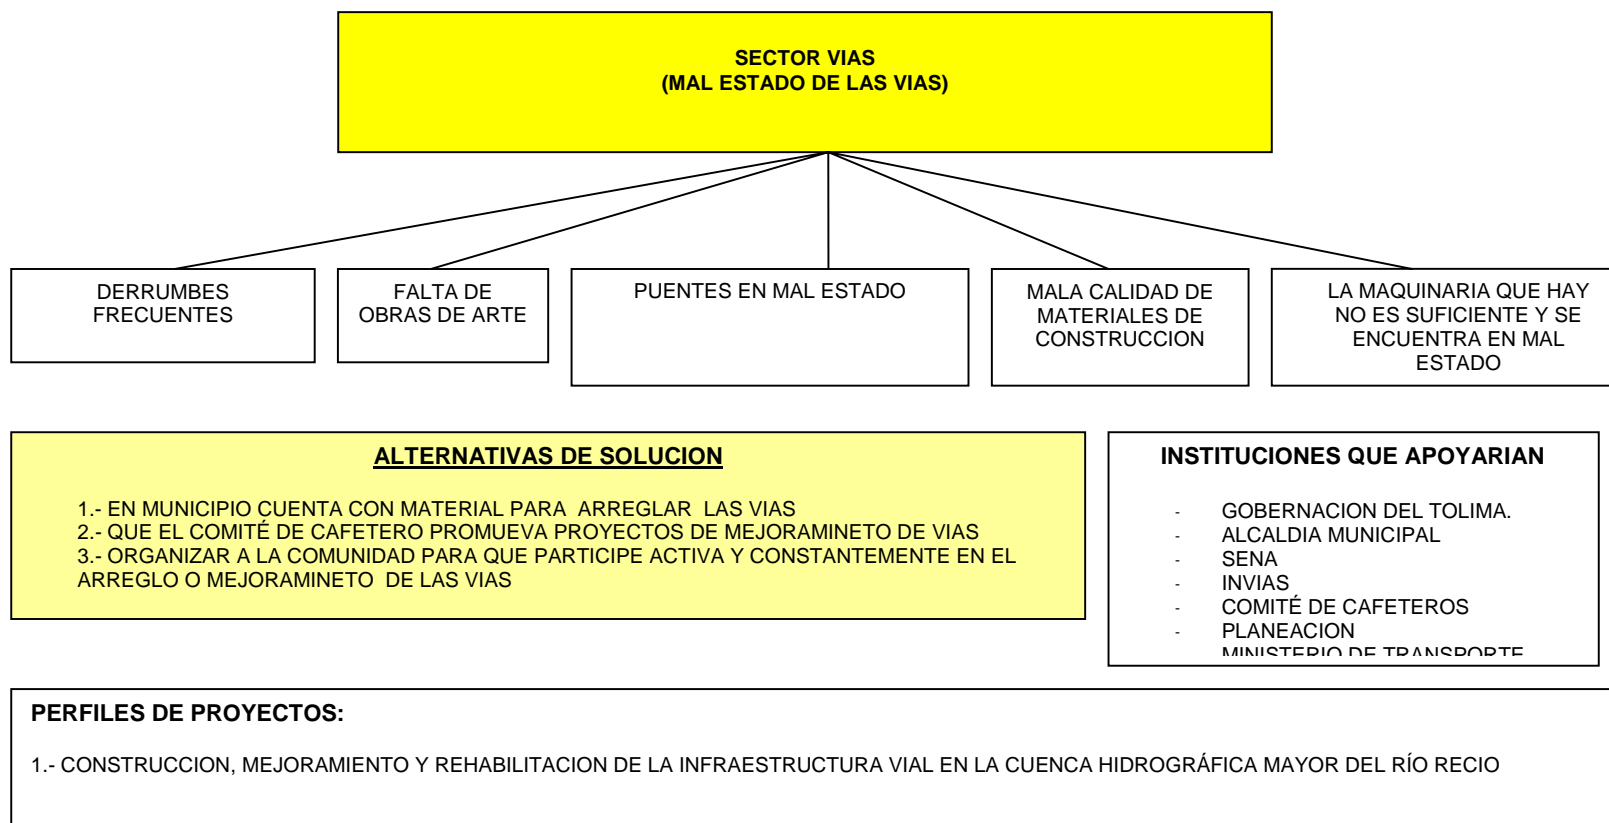 SECTOR VIAS
(MAL ESTADO DE LAS VIAS)
DERRUMBES
FRECUENTES
FALTA DE
OBRAS DE ARTE
PUENTES EN MAL ESTADO
MALA CALIDAD DE
MATERIALES DE
CONSTRUCCION
LA MAQUINARIA QUE HAY
NO ES SUFICIENTE Y SE
ENCUENTRA EN MAL
ESTADO
ALTERNATIVAS DE SOLUCION
1.- EN MUNICIPIO CUENTA CON MATERIAL PARA  ARREGLAR  LAS VIAS
2.- QUE EL COMITÉ DE CAFETERO PROMUEVA PROYECTOS DE MEJORAMINETO DE VIAS
3.- ORGANIZAR A LA COMUNIDAD PARA QUE PARTICIPE ACTIVA Y CONSTANTEMENTE EN EL
ARREGLO O MEJORAMINETO  DE LAS VIAS
INSTITUCIONES QUE APOYARIAN
- GOBERNACION DEL TOLIMA.
- ALCALDIA MUNICIPAL
- SENA
- INVIAS
- COMITÉ DE CAFETEROS
- PLANEACION
MINISTERIO DE TRANSPORTE
PERFILES DE PROYECTOS:
1.- CONSTRUCCION, MEJORAMIENTO Y REHABILITACION DE LA INFRAESTRUCTURA VIAL EN LA CUENCA HIDROGRÁFICA MAYOR DEL RÍO RECIO